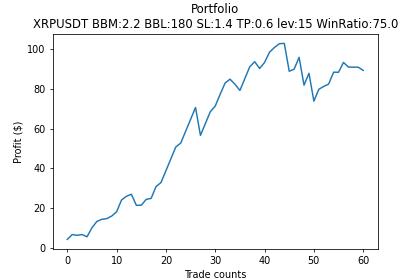 Portfolio
XRPUSDT BBM:2.2 BBL:180 SL:1.4 TP:0.6 lev:15 WinRatio:75.0
100
80
60
40
20
0
Profit ($)
0 10 20 30 40 50 60
Trade counts